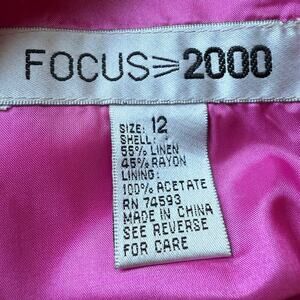 FOCUS 2000
SIZE: 12
SHELL:
55% LINEN
45% RAYON
LINING:
100% ACETATE
RN 74593
MADE IN CHINA
SEE REVERSE
FOR CARE